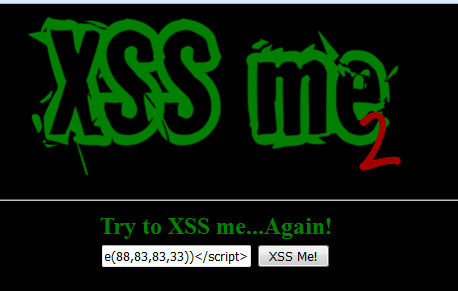 XSS me
2
Try to XSS me...Again!
e(88,83,83,33))</script> XSS Me!